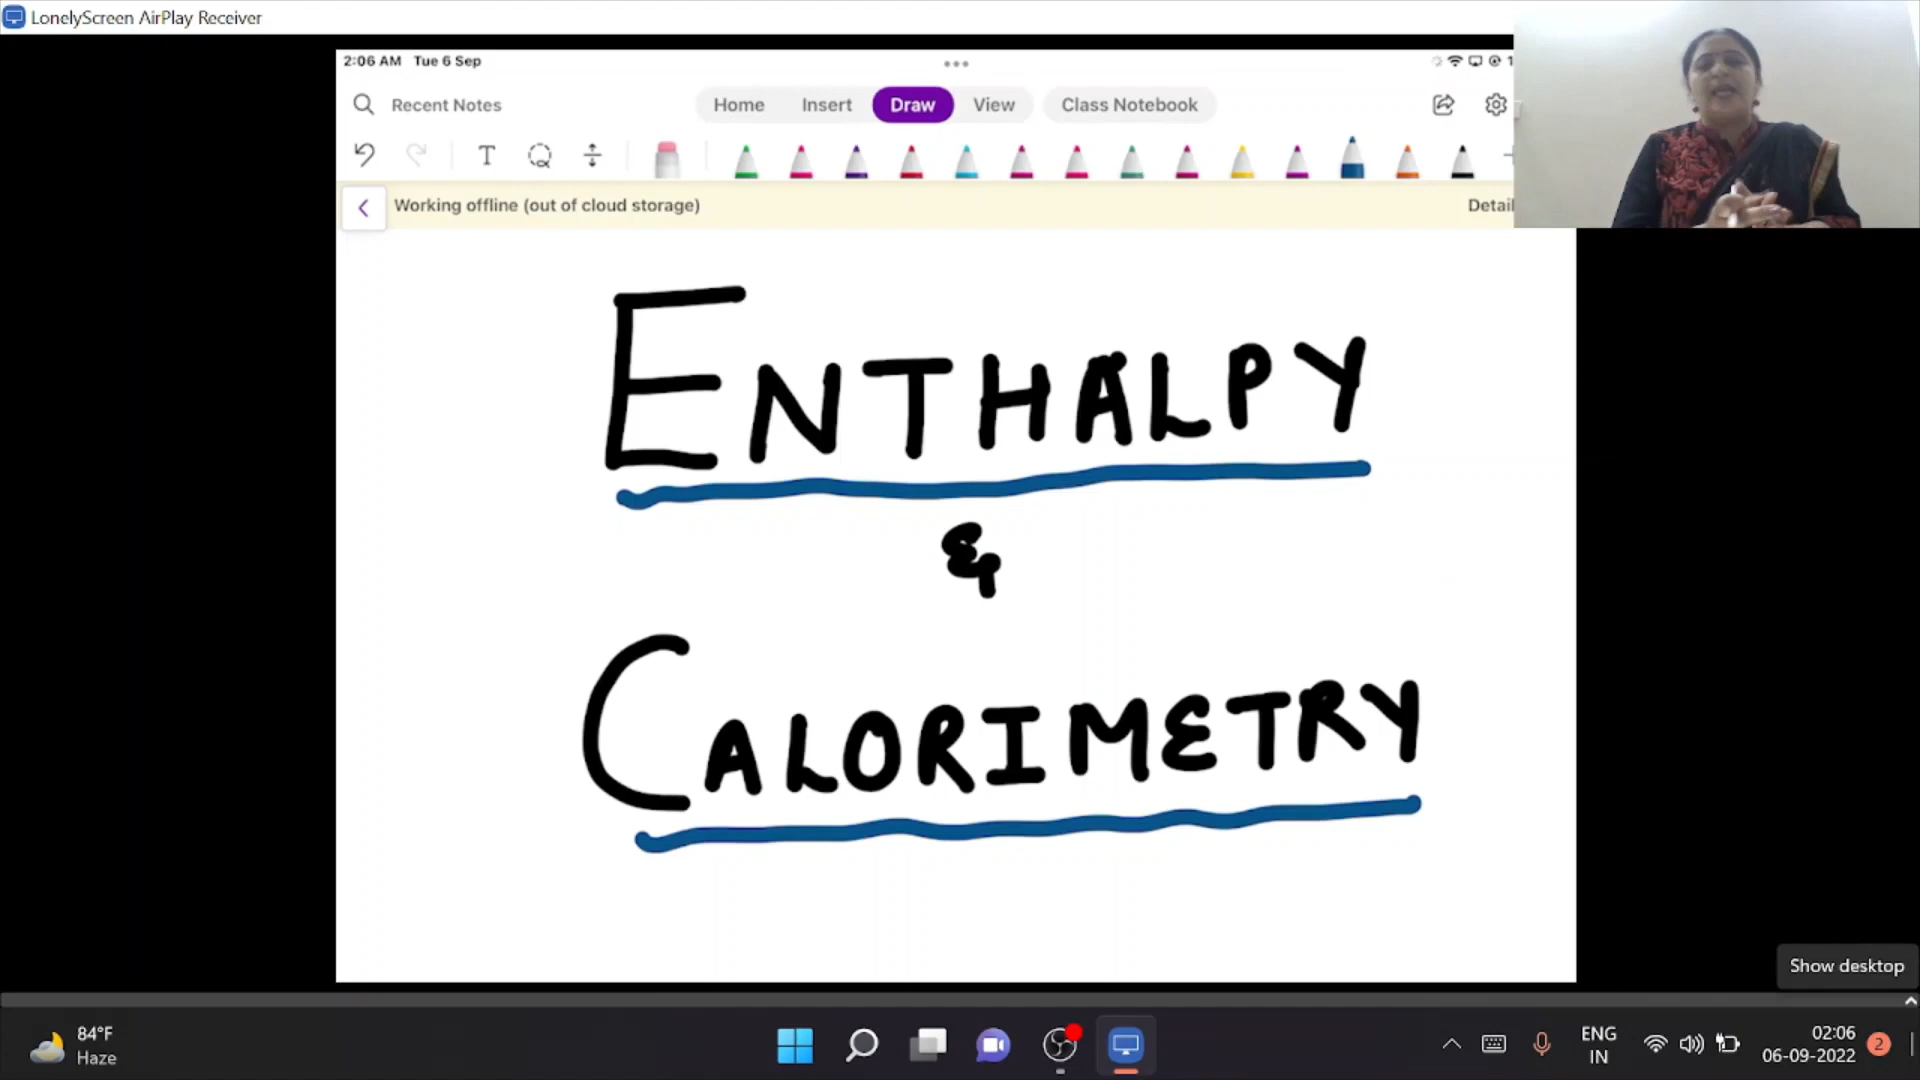 LonelyScreen AirPlay Receiver
2:06 AM Tue 6 Sep
Recent Notes
Home Insert Draw View Class Notebook
T
Working offline (out of cloud storage)
Detail
ENTHALPY
&
CALORIMETRY
Show desktop
84°F
Haze
ENG
IN
02:06
06-09-2022
2